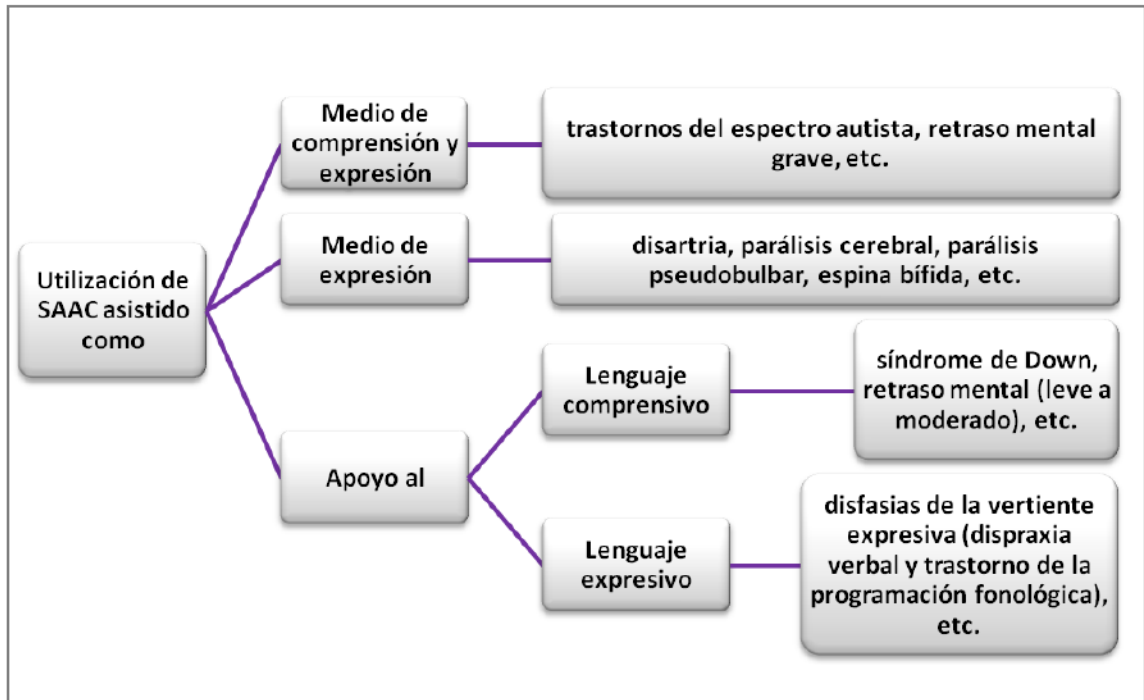 Utilización de
SAAC asistido
como
Medio de
comprensión y
expresión
trastornos del espectro autista, retraso mental
grave, etc.
Medio de
expresión
disartria, parálisis cerebral, parálisis
pseudobulbar, espina bífida, etc.
Apoyo al
Lenguaje
comprensivo
síndrome de Down,
retraso mental (leve a
moderado), etc.
Lenguaje
expresivo
disfasias de la vertiente
expresiva (dispraxia
verbal y trastorno de la
programación fonológica),
etc.